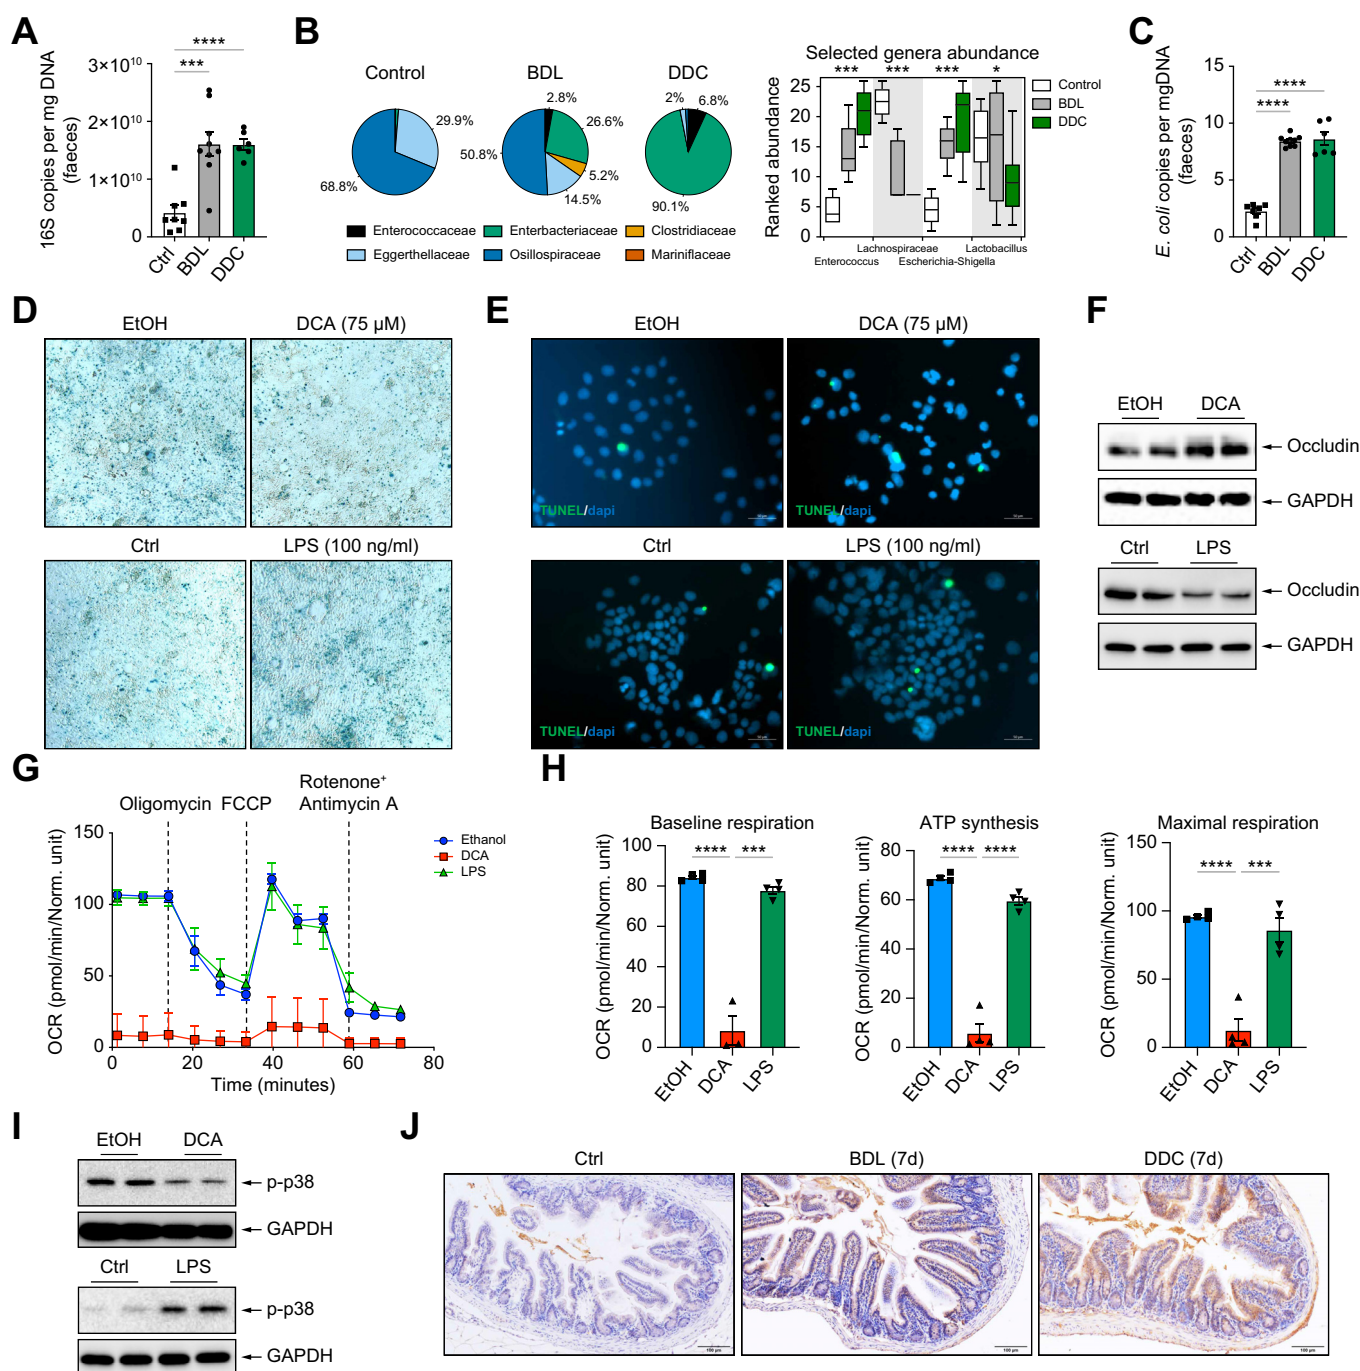 A
16S copies per mg DNA
(faeces)
3×10¹⁰
2×10¹⁰
1×10¹⁰
0
****
***
Ctrl
BDL
DDC
B
Control
BDL
DDC
29.9%
68.8%
2.8%
26.6%
5.2%
14.5%
50.8%
2%
6.8%
90.1%
Enterococcaceae
Enterbacteriaceae
Clostridiaceae
Eggerthellaceae
Osillospiraceae
Mariniflaceae
Selected genera abundance
Ranked abundance
25
20
15
10
5
0
***
***
***
*
Control
BDL
DDC
Lachnospiraceae
Lactobacillus
Enterococcus
Escherichia-Shigella
C
E. coli copies per mgDNA
(faeces)
15
10
5
0
****
****
Ctrl
BDL
DDC
D
EtOH
DCA (75 µM)
Ctrl
LPS (100 ng/ml)
E
EtOH
DCA (75 µM)
TUNEL/dapi
TUNEL/dapi
Ctrl
LPS (100 ng/ml)
TUNEL/dapi
TUNEL/dapi
F
EtOH
DCA
Occludin
GAPDH
Ctrl
LPS
Occludin
GAPDH
G
Oligomycin
FCCP
Rotenone⁺
Antimycin A
OCR (pmol/min/Norm. unit)
150
100
50
0
0
20
40
60
80
Time (minutes)
Ethanol
DCA
LPS
H
Baseline respiration
OCR (pmol/min/Norm. unit)
100
80
60
40
20
0
****
***
EtOH
DCA
LPS
ATP synthesis
OCR (pmol/min/Norm. unit)
80
60
40
20
0
****
****
EtOH
DCA
LPS
Maximal respiration
OCR (pmol/min/Norm. unit)
150
100
50
0
****
***
EtOH
DCA
LPS
I
EtOH
DCA
p-p38
GAPDH
Ctrl
LPS
p-p38
GAPDH
J
Ctrl
BDL (7d)
DDC (7d)
100 µm
100 µm
100 µm